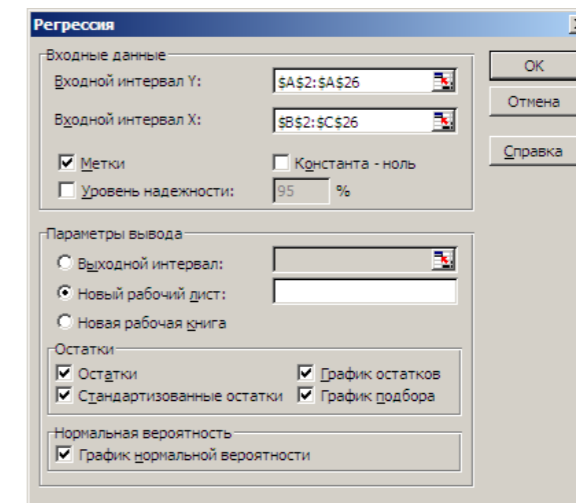 Регрессия
Входные данные
Входной интервал Y: $A$2:$A$26
Входной интервал X: $B$2:$C$26
Метки Константа - ноль
Уровень надежности: 95 %
OK
Отмена
Справка
Параметры вывода
Выходной интервал:
Новый рабочий лист:
Новая рабочая книга
Остатки
Остатки График остатков
Стандартизованные остатки График подбора
Нормальная вероятность
График нормальной вероятности